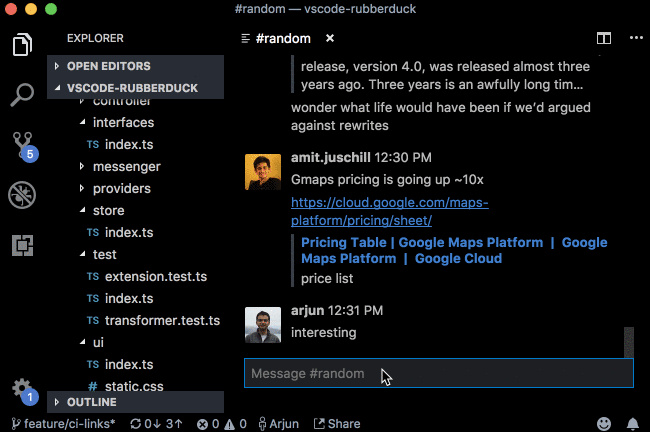 #random — vscode-rubberduck
EXPLORER
OPEN EDITORS
VSCODE-RUBBERDUCK
controller
interfaces
TS index.ts
messenger
providers
store
TS index.ts
test
TS extension.test.ts
TS index.ts
TS transformer.test.ts
ui
TS index.ts
# static.css
OUTLINE
5
1
#random ×
release, version 4.0, was released almost three
years ago. Three years is an awfully long tim...
wonder what life would have been if we'd argued
against rewrites
amit.juschill 12:30 PM
Gmaps pricing is going up ~10x
https://cloud.google.com/maps-
platform/pricing/sheet/
Pricing Table | Google Maps Platform | Google
Maps Platform | Google Cloud
price list
arjun 12:31 PM
interesting
Message #random
feature/ci-links* 0↓ 3↑ 0 0 Arjun Share